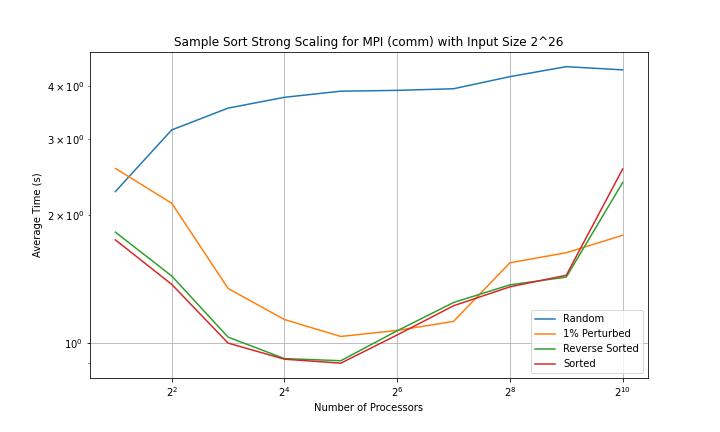 Sample Sort Strong Scaling for MPI (comm) with Input Size 2^26
Average Time (s)
4 × 10⁰
3 × 10⁰
2 × 10⁰
10⁰
2²
2⁴
2⁶
2⁸
2¹⁰
Number of Processors
Random
1% Perturbed
Reverse Sorted
Sorted